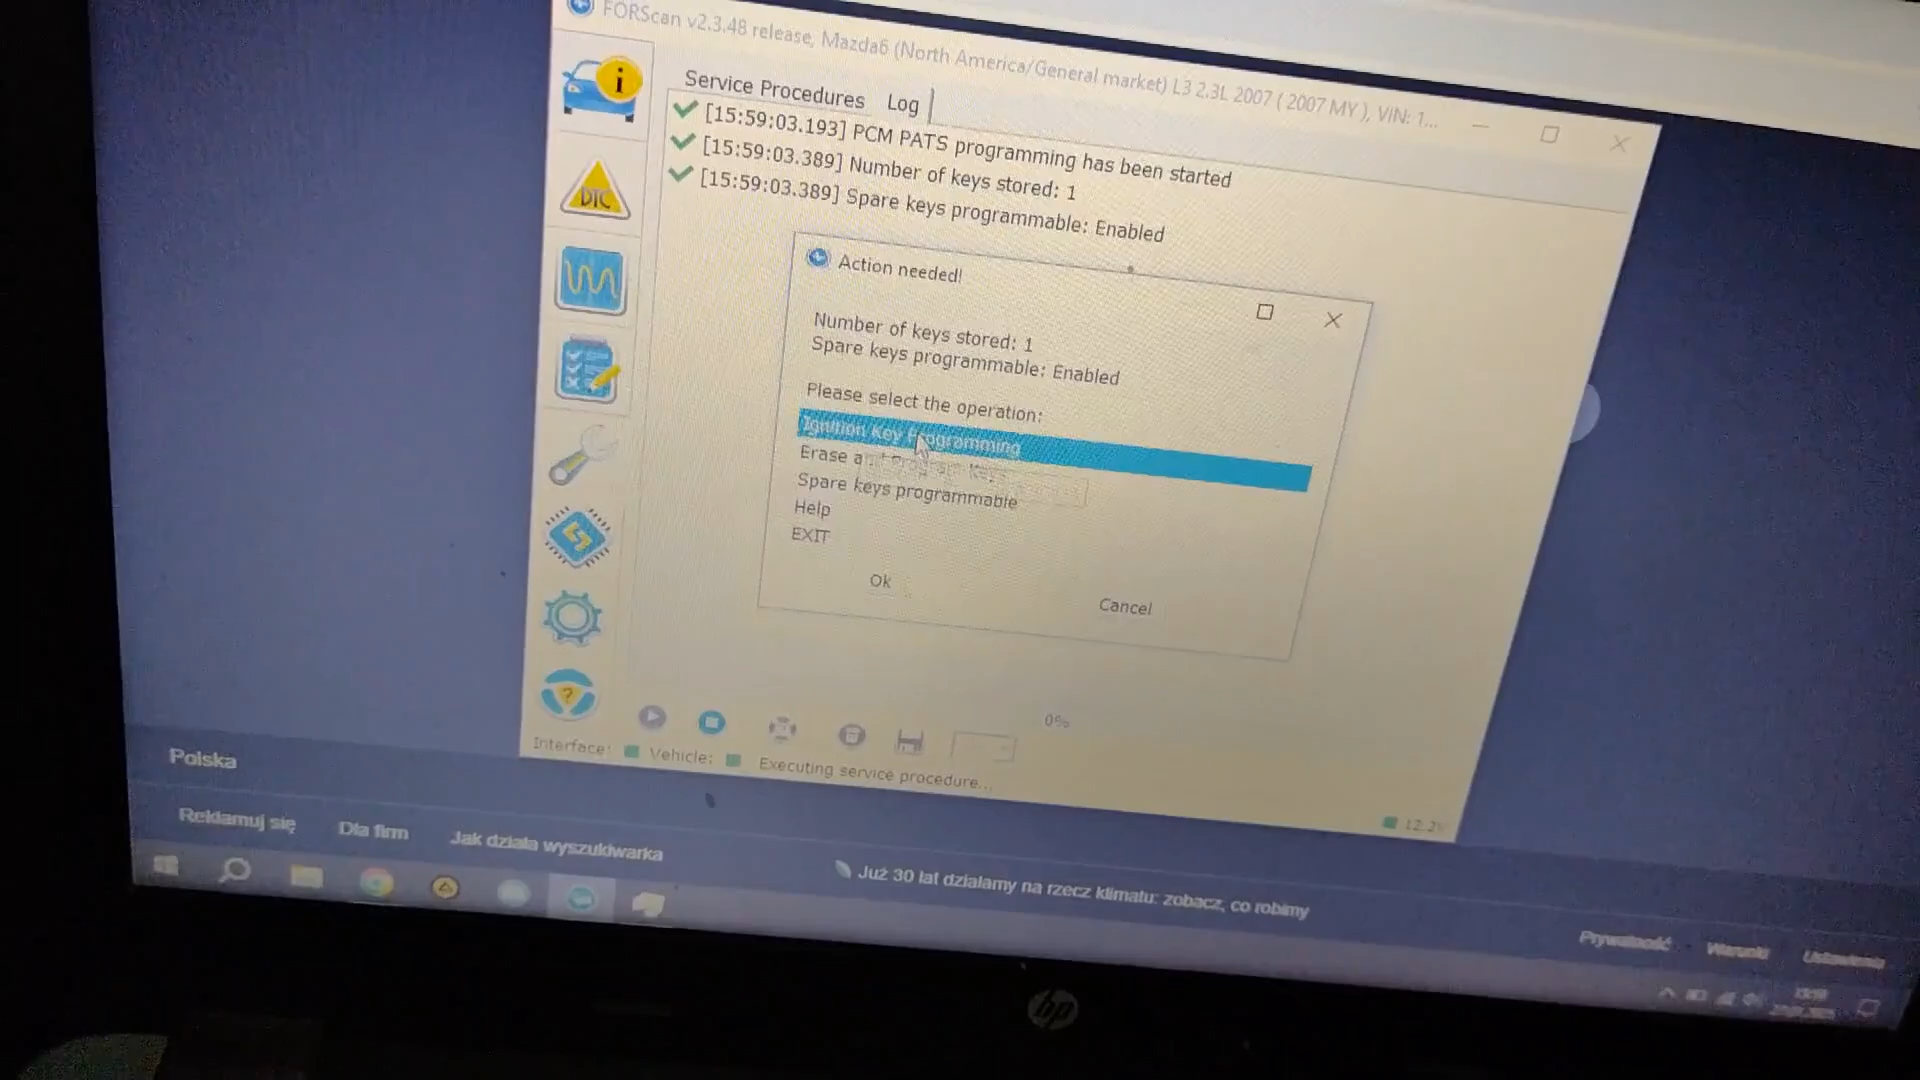 FORScan v2.3.48 release, Mazda6 (North America/General market) L3 2.3L 2007 ( 2007 MY ), VIN: 1...
Service Procedures Log
[15:59:03.193] PCM PATS programming has been started
[15:59:03.389] Number of keys stored: 1
[15:59:03.389] Spare keys programmable: Enabled
DTC
Action needed!
Number of keys stored: 1
Spare keys programmable: Enabled
Please select the operation:
Ignition Key Programming
Erase and Program Keys
Spare keys programmable
Help
EXIT
Ok
Cancel
0%
Interface: Vehicle: Executing service procedure...
Polska
Reklamuj się Dla firm Jak działa wyszukiwarka
Już 30 lat działamy na rzecz klimatu: zobacz, co robimy
Prywatność Warunki Ustawienia
hp